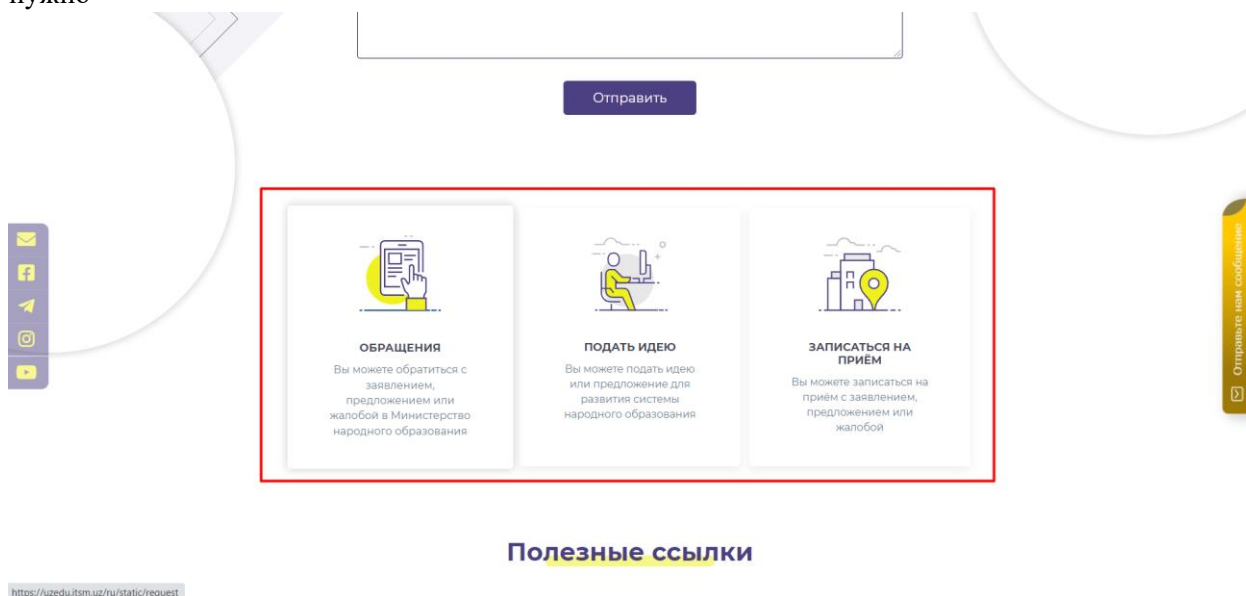 нужно
Отправить
ОБРАЩЕНИЯ
Вы можете обратиться с
заявлением,
предложением или
жалобой в Министерство
народного образования
ПОДАТЬ ИДЕЮ
Вы можете подать идею
или предложение для
развития системы
народного образования
ЗАПИСАТЬСЯ НА
ПРИЁМ
Вы можете записаться на
приём с заявлением,
предложением или
жалобой
Отправьте нам сообщение
Полезные ссылки
https://uzedu.itsm.uz/ru/static/request